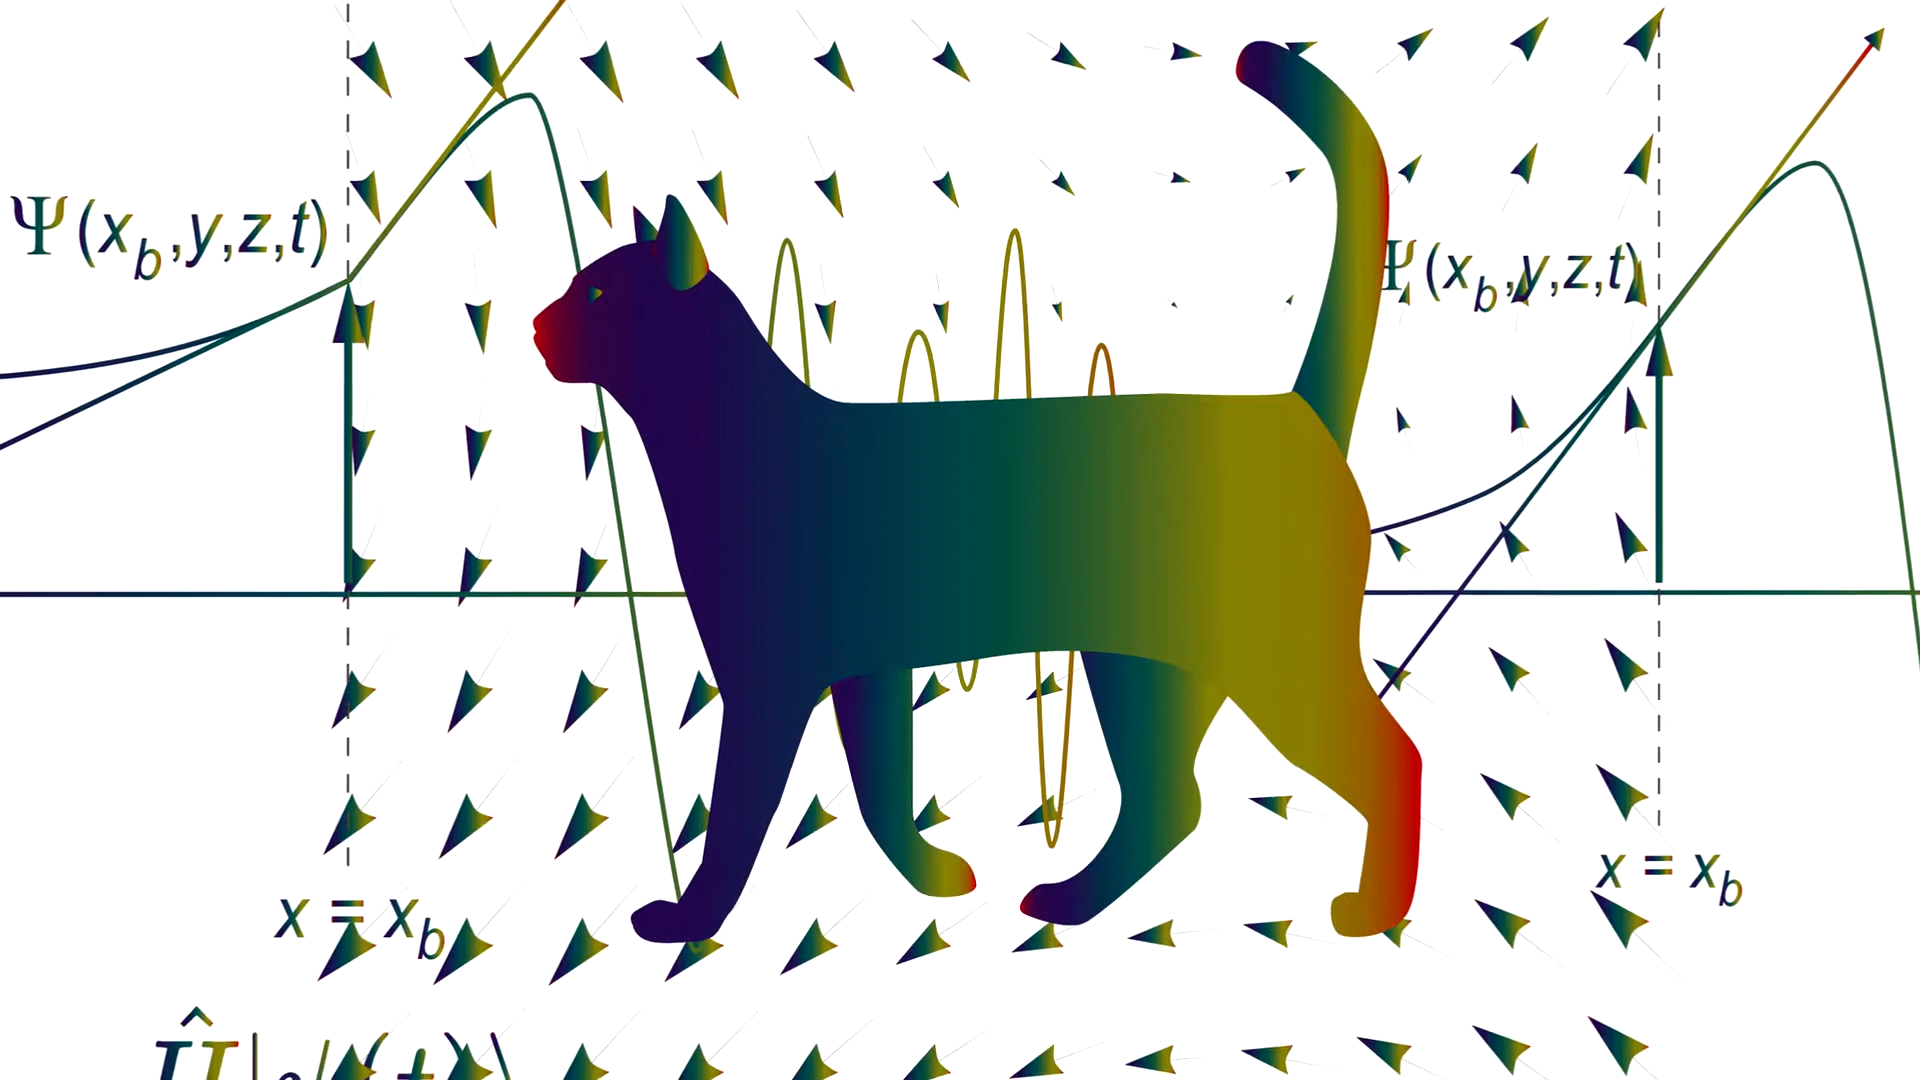 Ψ(x_b,y,z,t)
Ψ(x_b,y,z,t)
x = x_b
x = x_b
Ĥ|ψ(t)⟩